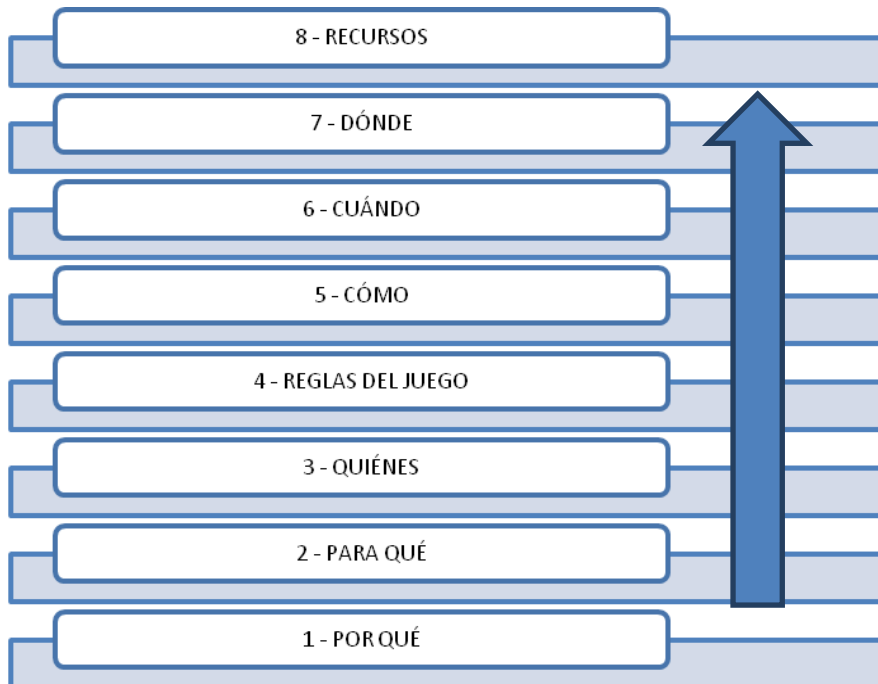 8 - RECURSOS
7 - DÓNDE
6 - CUÁNDO
5 - CÓMO
4 - REGLAS DEL JUEGO
3 - QUIÉNES
2 - PARA QUÉ
1 - POR QUÉ